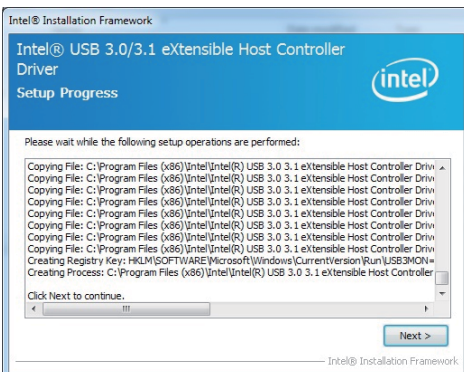 Intel® Installation Framework
Intel® USB 3.0/3.1 eXtensible Host Controller
Driver
Setup Progress
intel
Please wait while the following setup operations are performed:
Copying File: C:\Program Files (x86)\Intel\Intel(R) USB 3.0 3.1 eXtensible Host Controller Drive
Copying File: C:\Program Files (x86)\Intel\Intel(R) USB 3.0 3.1 eXtensible Host Controller Drive
Copying File: C:\Program Files (x86)\Intel\Intel(R) USB 3.0 3.1 eXtensible Host Controller Drive
Copying File: C:\Program Files (x86)\Intel\Intel(R) USB 3.0 3.1 eXtensible Host Controller Drive
Copying File: C:\Program Files (x86)\Intel\Intel(R) USB 3.0 3.1 eXtensible Host Controller Drive
Copying File: C:\Program Files (x86)\Intel\Intel(R) USB 3.0 3.1 eXtensible Host Controller Drive
Copying File: C:\Program Files (x86)\Intel\Intel(R) USB 3.0 3.1 eXtensible Host Controller Drive
Copying File: C:\Program Files (x86)\Intel\Intel(R) USB 3.0 3.1 eXtensible Host Controller Drive
Creating Registry Key: HKLM\SOFTWARE\Microsoft\Windows\CurrentVersion\Run\USB3MON=
Creating Process: C:\Program Files (x86)\Intel\Intel(R) USB 3.0 3.1 eXtensible Host Controller
Click Next to continue.
Next >
Intel® Installation Framework